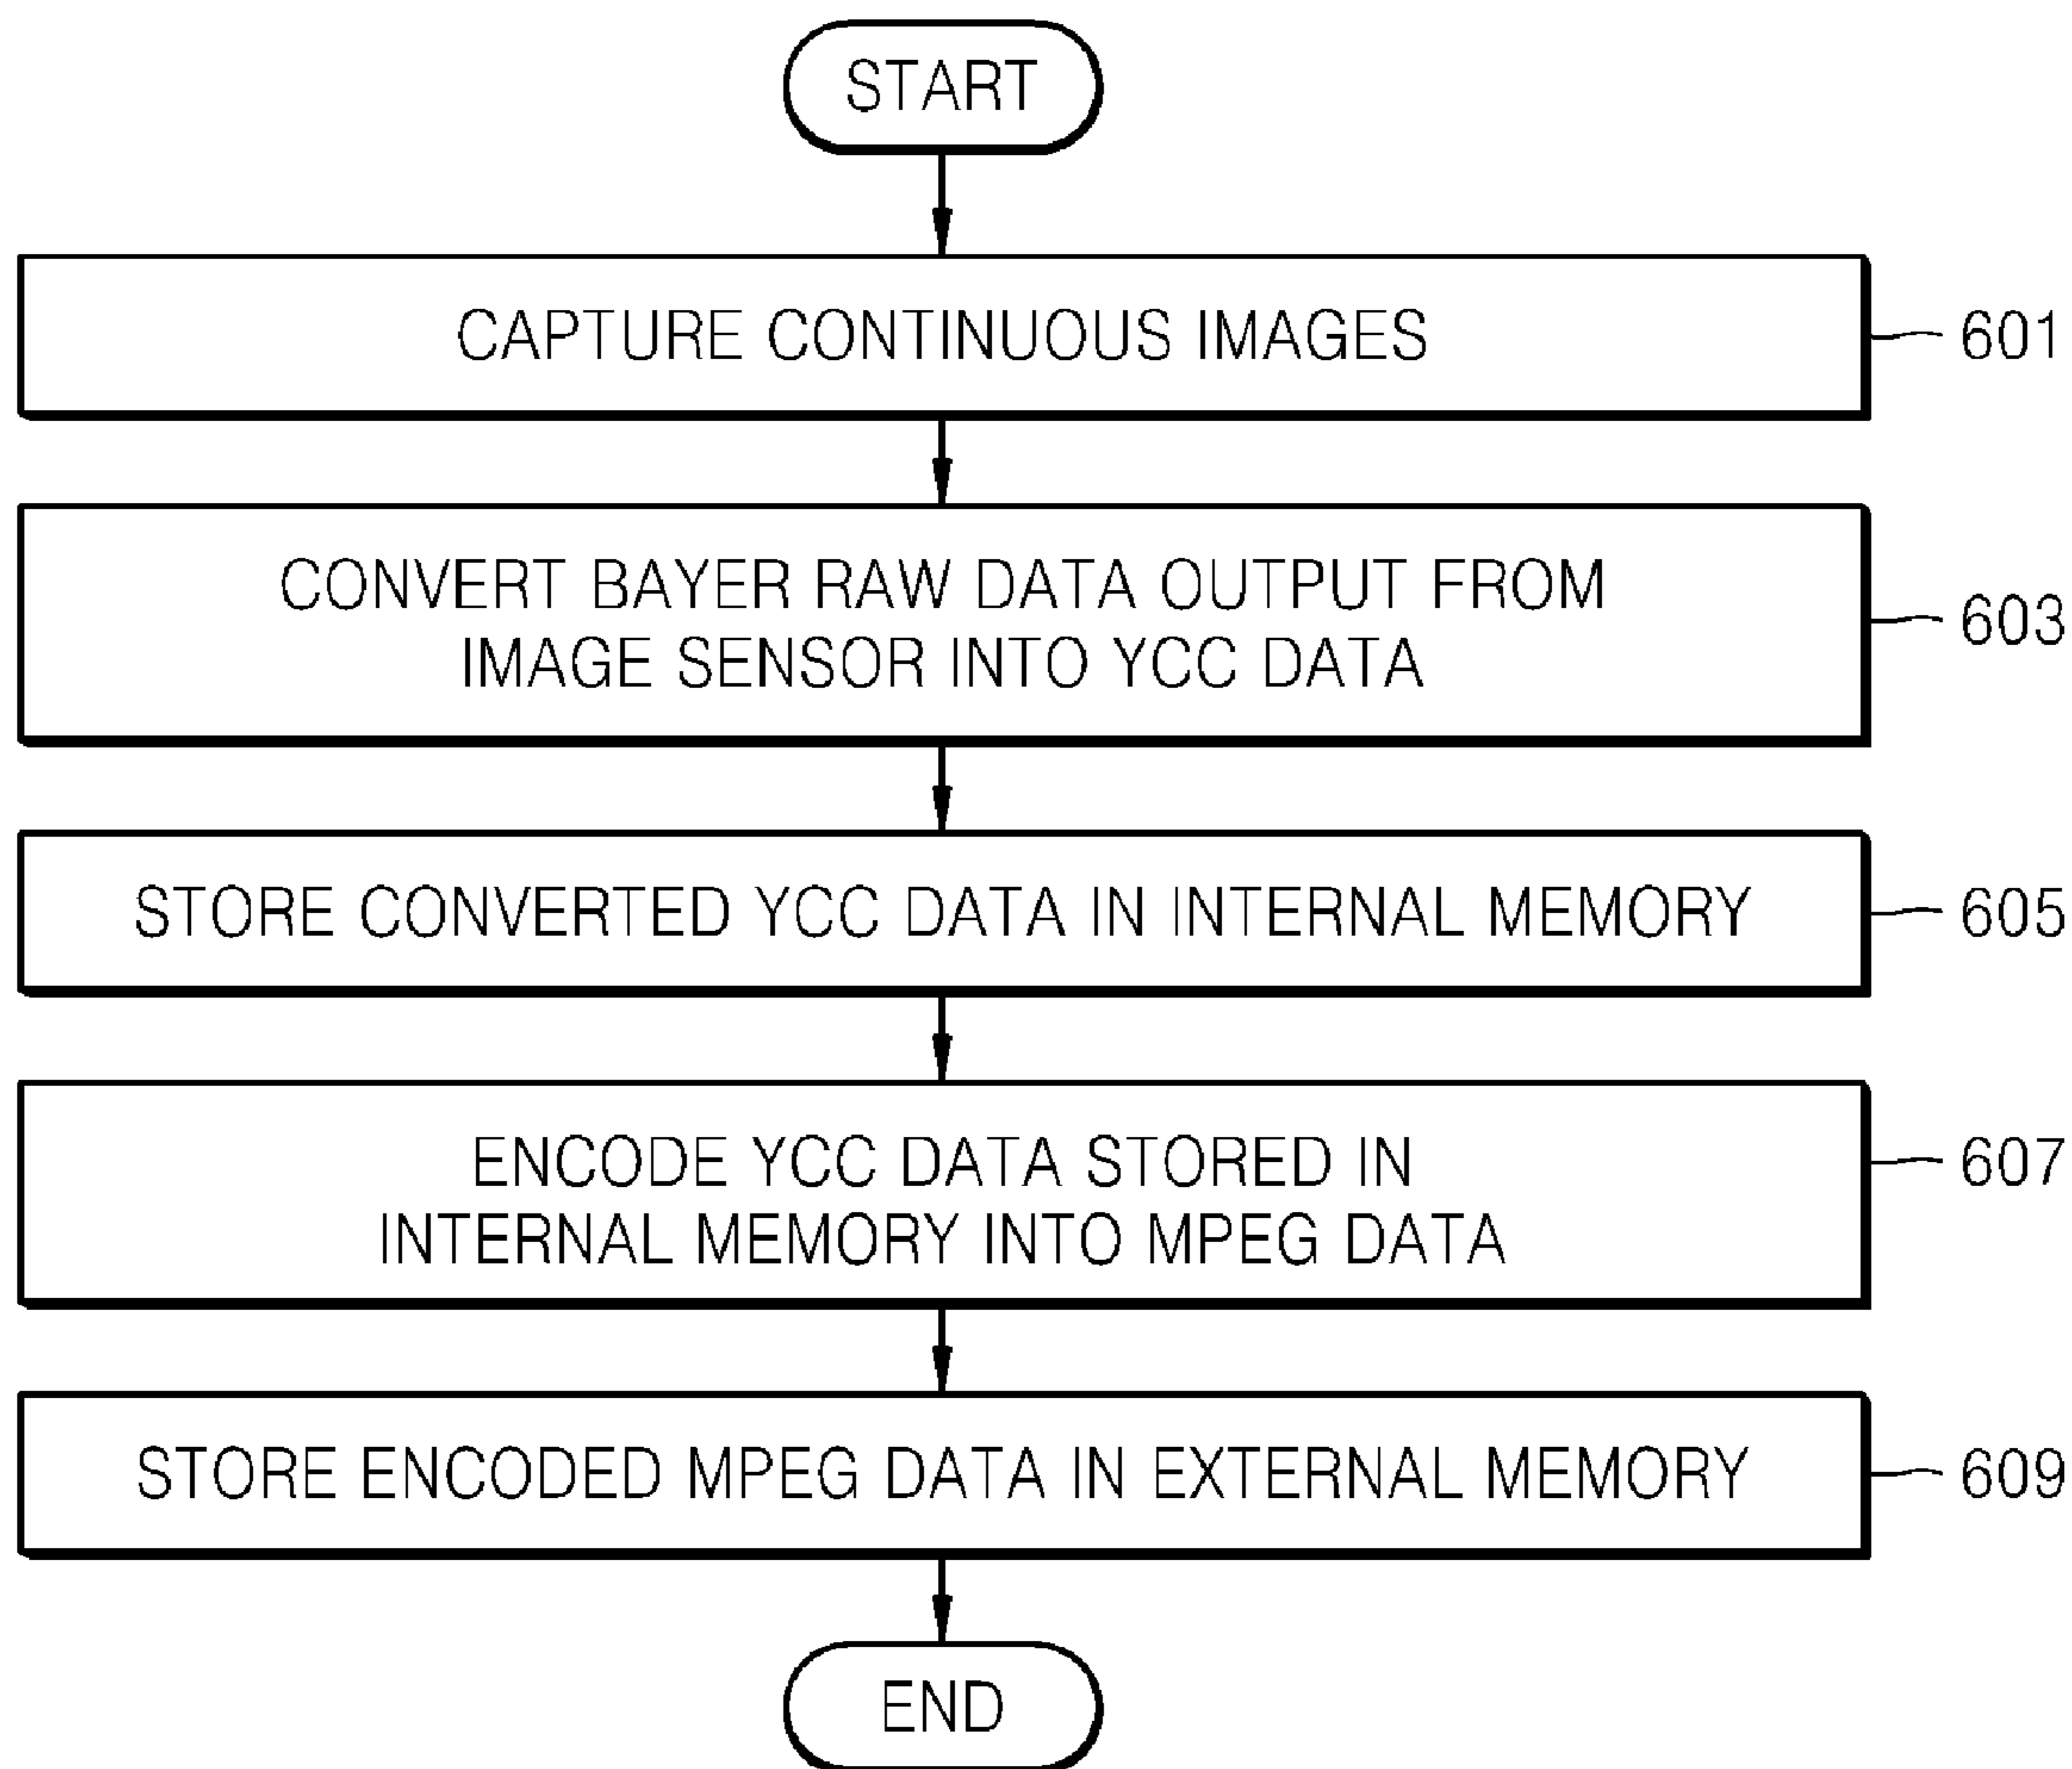 START
CAPTURE CONTINUOUS IMAGES
601
CONVERT BAYER RAW DATA OUTPUT FROM
IMAGE SENSOR INTO YCC DATA
603
STORE CONVERTED YCC DATA IN INTERNAL MEMORY
605
ENCODE YCC DATA STORED IN
INTERNAL MEMORY INTO MPEG DATA
607
STORE ENCODED MPEG DATA IN EXTERNAL MEMORY
609
END